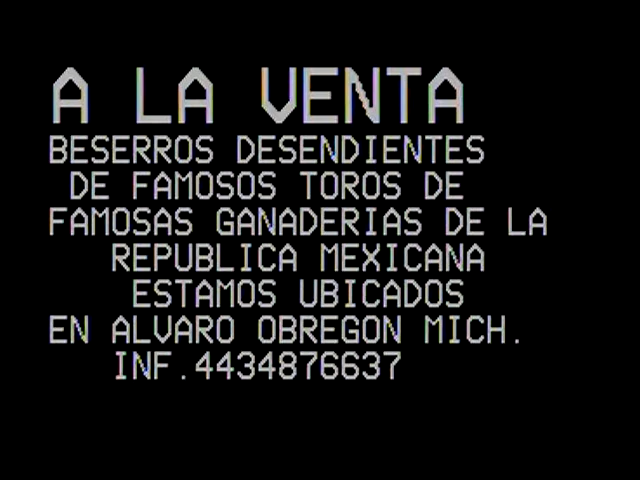 A LA VENTA
BESERROS DESENDIENTES
DE FAMOSOS TOROS DE
FAMOSAS GANADERIAS DE LA
REPUBLICA MEXICANA
ESTAMOS UBICADOS
EN ALVARO OBREGON MICH.
INF.4434876637